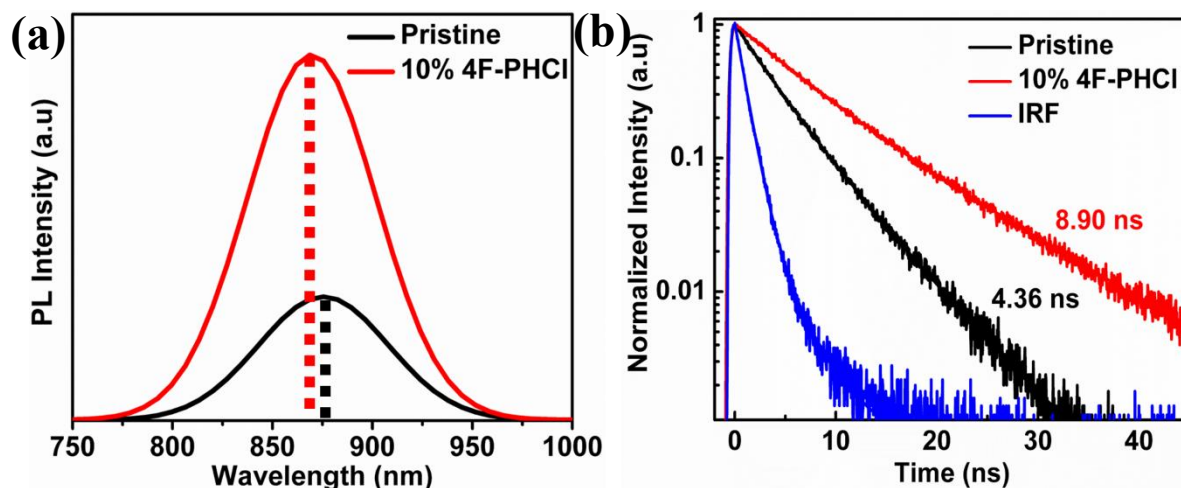 (a)
Pristine
10% 4F-PHCl
PL Intensity (a.u)
750 800 850 900 950 1000
Wavelength (nm)
(b)
Pristine
10% 4F-PHCl
IRF
Normalized Intensity (a.u)
1
0.1
0.01
8.90 ns
4.36 ns
0 10 20 30 40
Time (ns)